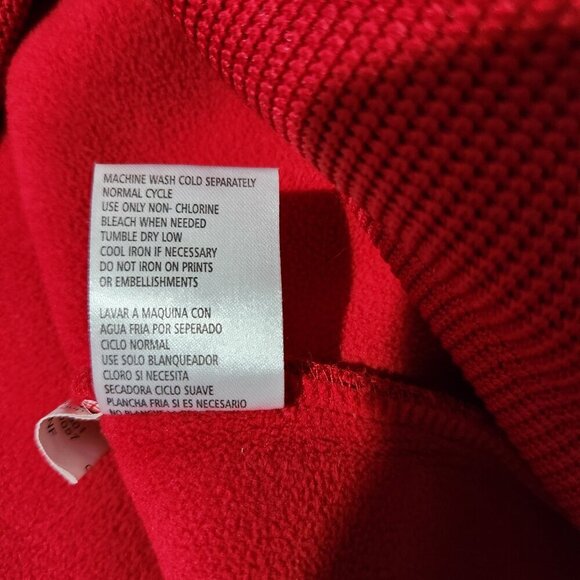 MACHINE WASH COLD SEPARATELY
NORMAL CYCLE
USE ONLY NON- CHLORINE
BLEACH WHEN NEEDED
TUMBLE DRY LOW
COOL IRON IF NECESSARY
DO NOT IRON ON PRINTS
OR EMBELLISHMENTS
LAVAR A MAQUINA CON
AGUA FRIA POR SEPERADO
CICLO NORMAL
USE SOLO BLANQUEADOR
CLORO SI NECESITA
SECADORA CICLO SUAVE
PLANCHA FRIA SI ES NECESARIO